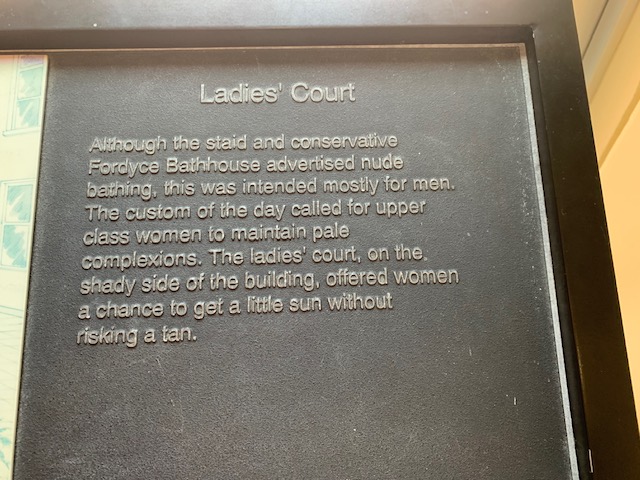 Ladies' Court
Although the staid and conservative
Fordyce Bathhouse advertised nude
bathing, this was intended mostly for men.
The custom of the day called for upper
class women to maintain pale
complexions. The ladies' court, on the
shady side of the building, offered women
a chance to get a little sun without
risking a tan.